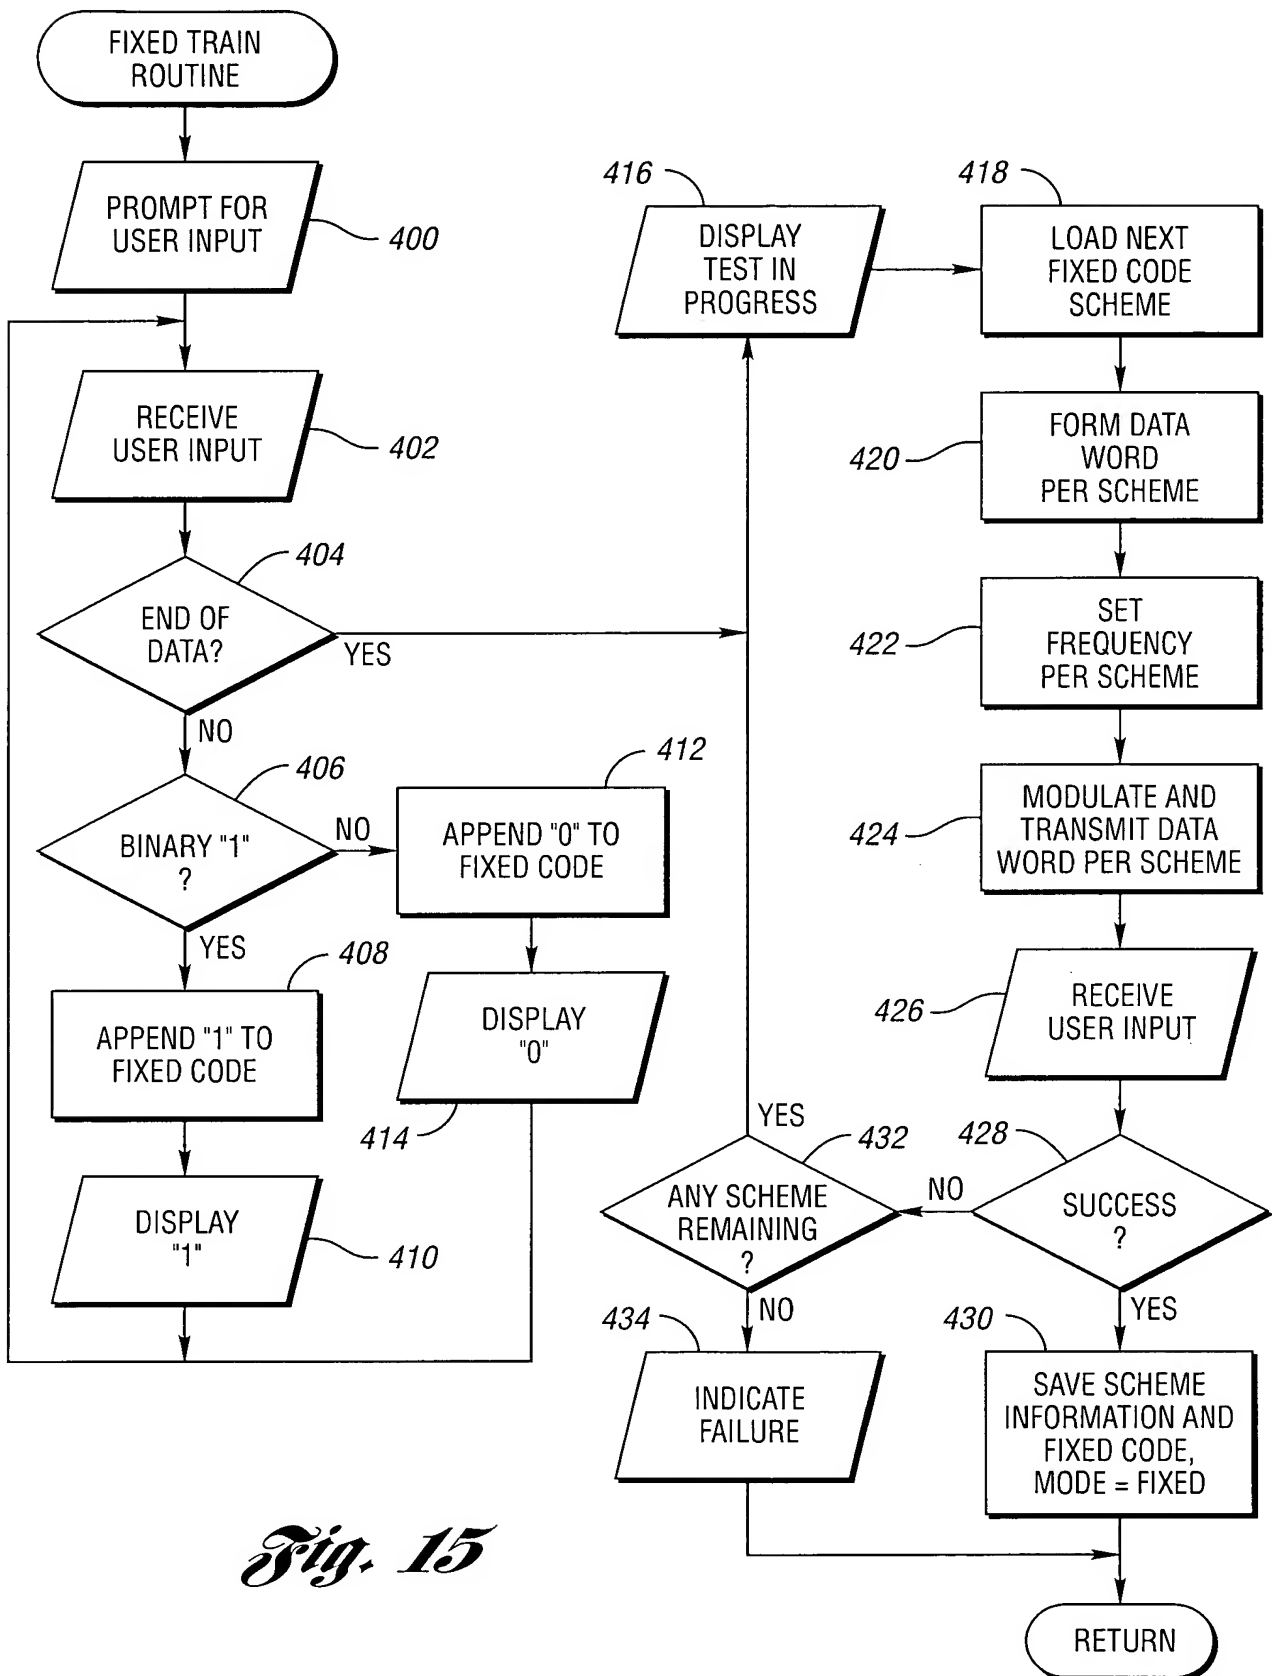 FIXED TRAIN
ROUTINE
PROMPT FOR
USER INPUT
400
RECEIVE
USER INPUT
402
404
END OF
DATA?
YES
NO
406
BINARY "1"
?
NO
YES
412
APPEND "0" TO
FIXED CODE
408
APPEND "1" TO
FIXED CODE
DISPLAY
"0"
414
DISPLAY
"1"
410
416
DISPLAY
TEST IN
PROGRESS
418
LOAD NEXT
FIXED CODE
SCHEME
420
FORM DATA
WORD
PER SCHEME
422
SET
FREQUENCY
PER SCHEME
424
MODULATE AND
TRANSMIT DATA
WORD PER SCHEME
426
RECEIVE
USER INPUT
428
SUCCESS
?
NO
YES
432
ANY SCHEME
REMAINING
?
YES
NO
434
INDICATE
FAILURE
430
SAVE SCHEME
INFORMATION AND
FIXED CODE,
MODE = FIXED
RETURN
Fig. 15